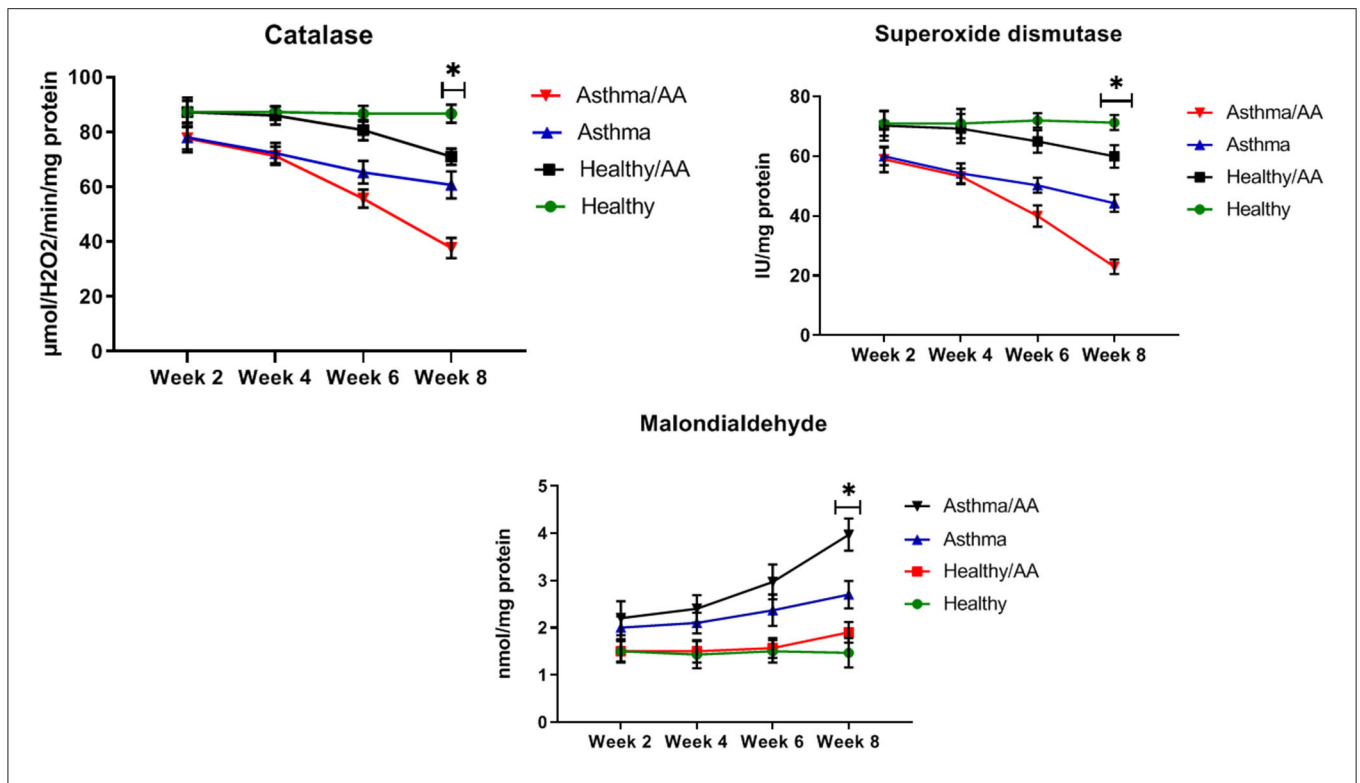 Catalase
µmol/H2O2/min/mg protein
100
80
60
40
20
0
Week 2 Week 4 Week 6 Week 8
*
Asthma/AA
Asthma
Healthy/AA
Healthy
Superoxide dismutase
IU/mg protein
80
60
40
20
0
Week 2 Week 4 Week 6 Week 8
*
Asthma/AA
Asthma
Healthy/AA
Healthy
Malondialdehyde
nmol/mg protein
5
4
3
2
1
0
Week 2 Week 4 Week 6 Week 8
*
Asthma/AA
Asthma
Healthy/AA
Healthy